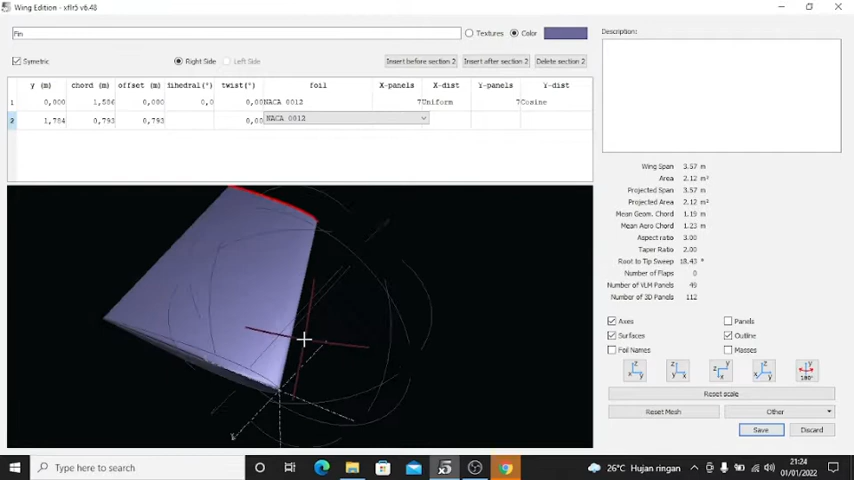 Wing Edition - xflr5 v6.48
Fin
Textures Color
Description:
Symetric Right Side Left Side Insert before section 2 Insert after section 2 Delete section 2
y (m) chord (m) offset (m) iihedral(°) twist(°) foil X-panels X-dist Y-panels Y-dist
1 0,000 1,586 0,000 0,0 0,00 NACA 0012 7 Uniform 7 Cosine
2 1,784 0,793 0,793 0,00 NACA 0012
Wing Span 3.57 m
Area 2.12 m²
Projected Span 3.57 m
Projected Area 2.12 m²
Mean Geom. Chord 1.19 m
Mean Aero Chord 1.23 m
Aspect ratio 3.00
Taper Ratio 2.00
Root to Tip Sweep 18.43 °
Number of Flaps 0
Number of VLM Panels 49
Number of 3D Panels 112
Axes Panels
Surfaces Outline
Foil Names Masses
Reset scale
Reset Mesh Other
Save Discard
Type here to search
26°C Hujan ringan
21:24
01/01/2022